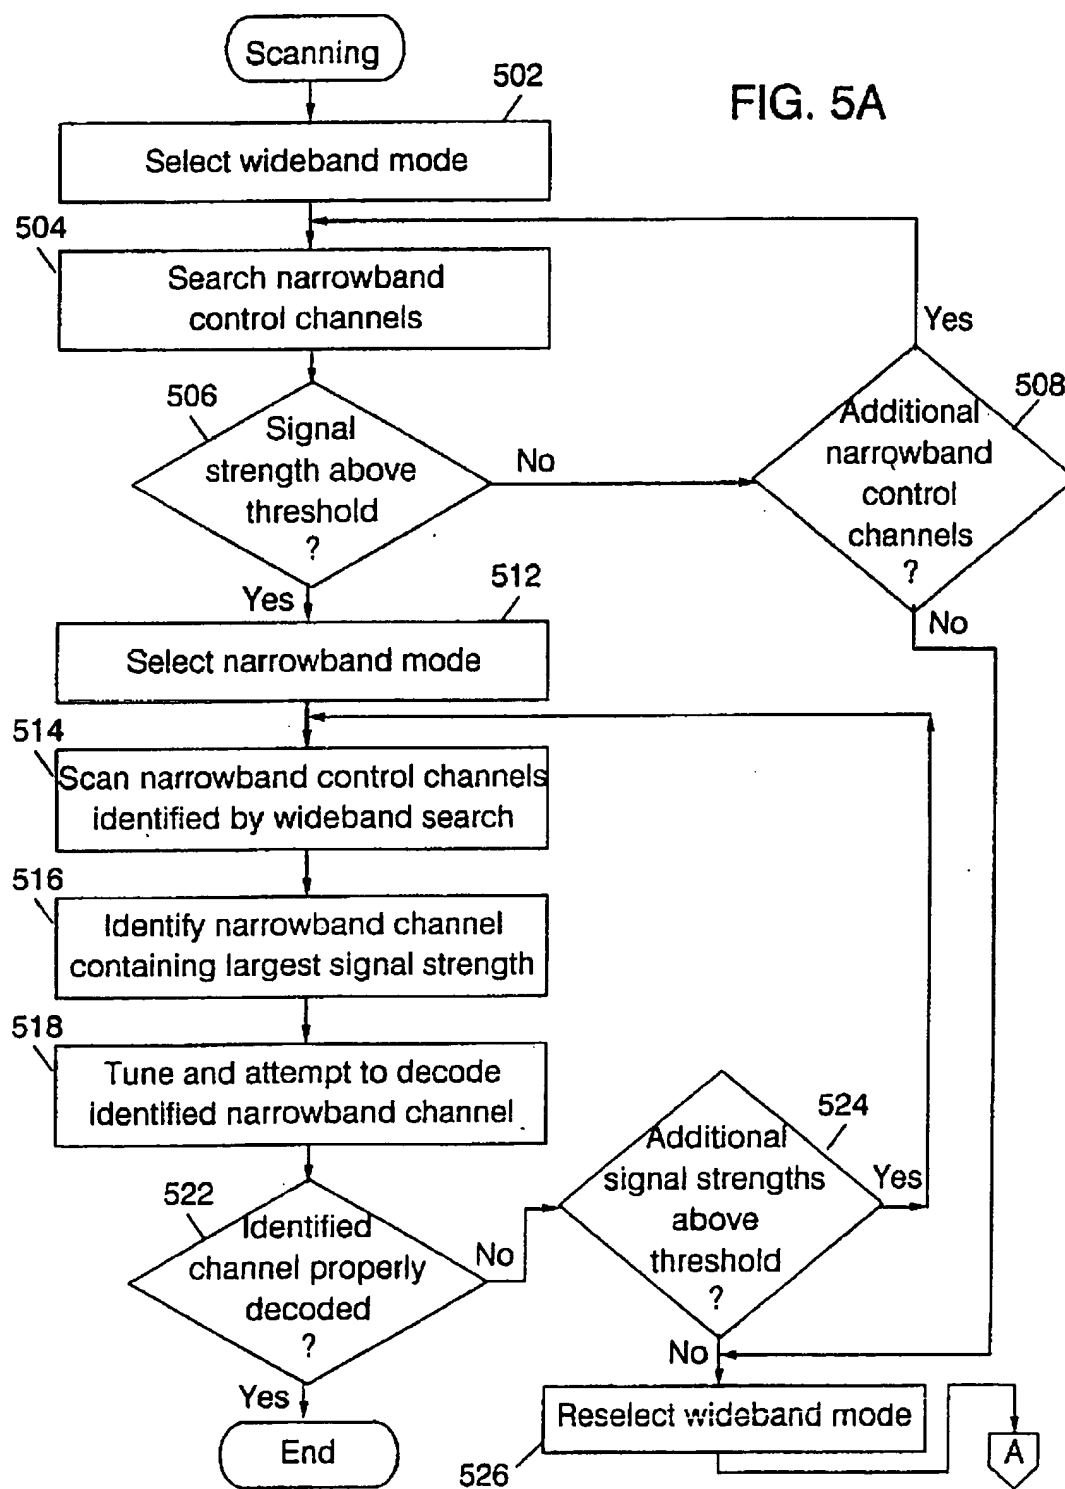 Scanning
FIG. 5A
502
Select wideband mode
504
Search narrowband
control channels
Yes
506
Signal
strength above
threshold
?
No
508
Additional
narrowband
control
channels
?
Yes
No
512
Select narrowband mode
514
Scan narrowband control channels
identified by wideband search
516
Identify narrowband channel
containing largest signal strength
518
Tune and attempt to decode
identified narrowband channel
522
Identified
channel properly
decoded
?
No
524
Additional
signal strengths
above
threshold
?
Yes
No
Yes
End
Reselect wideband mode
526
A